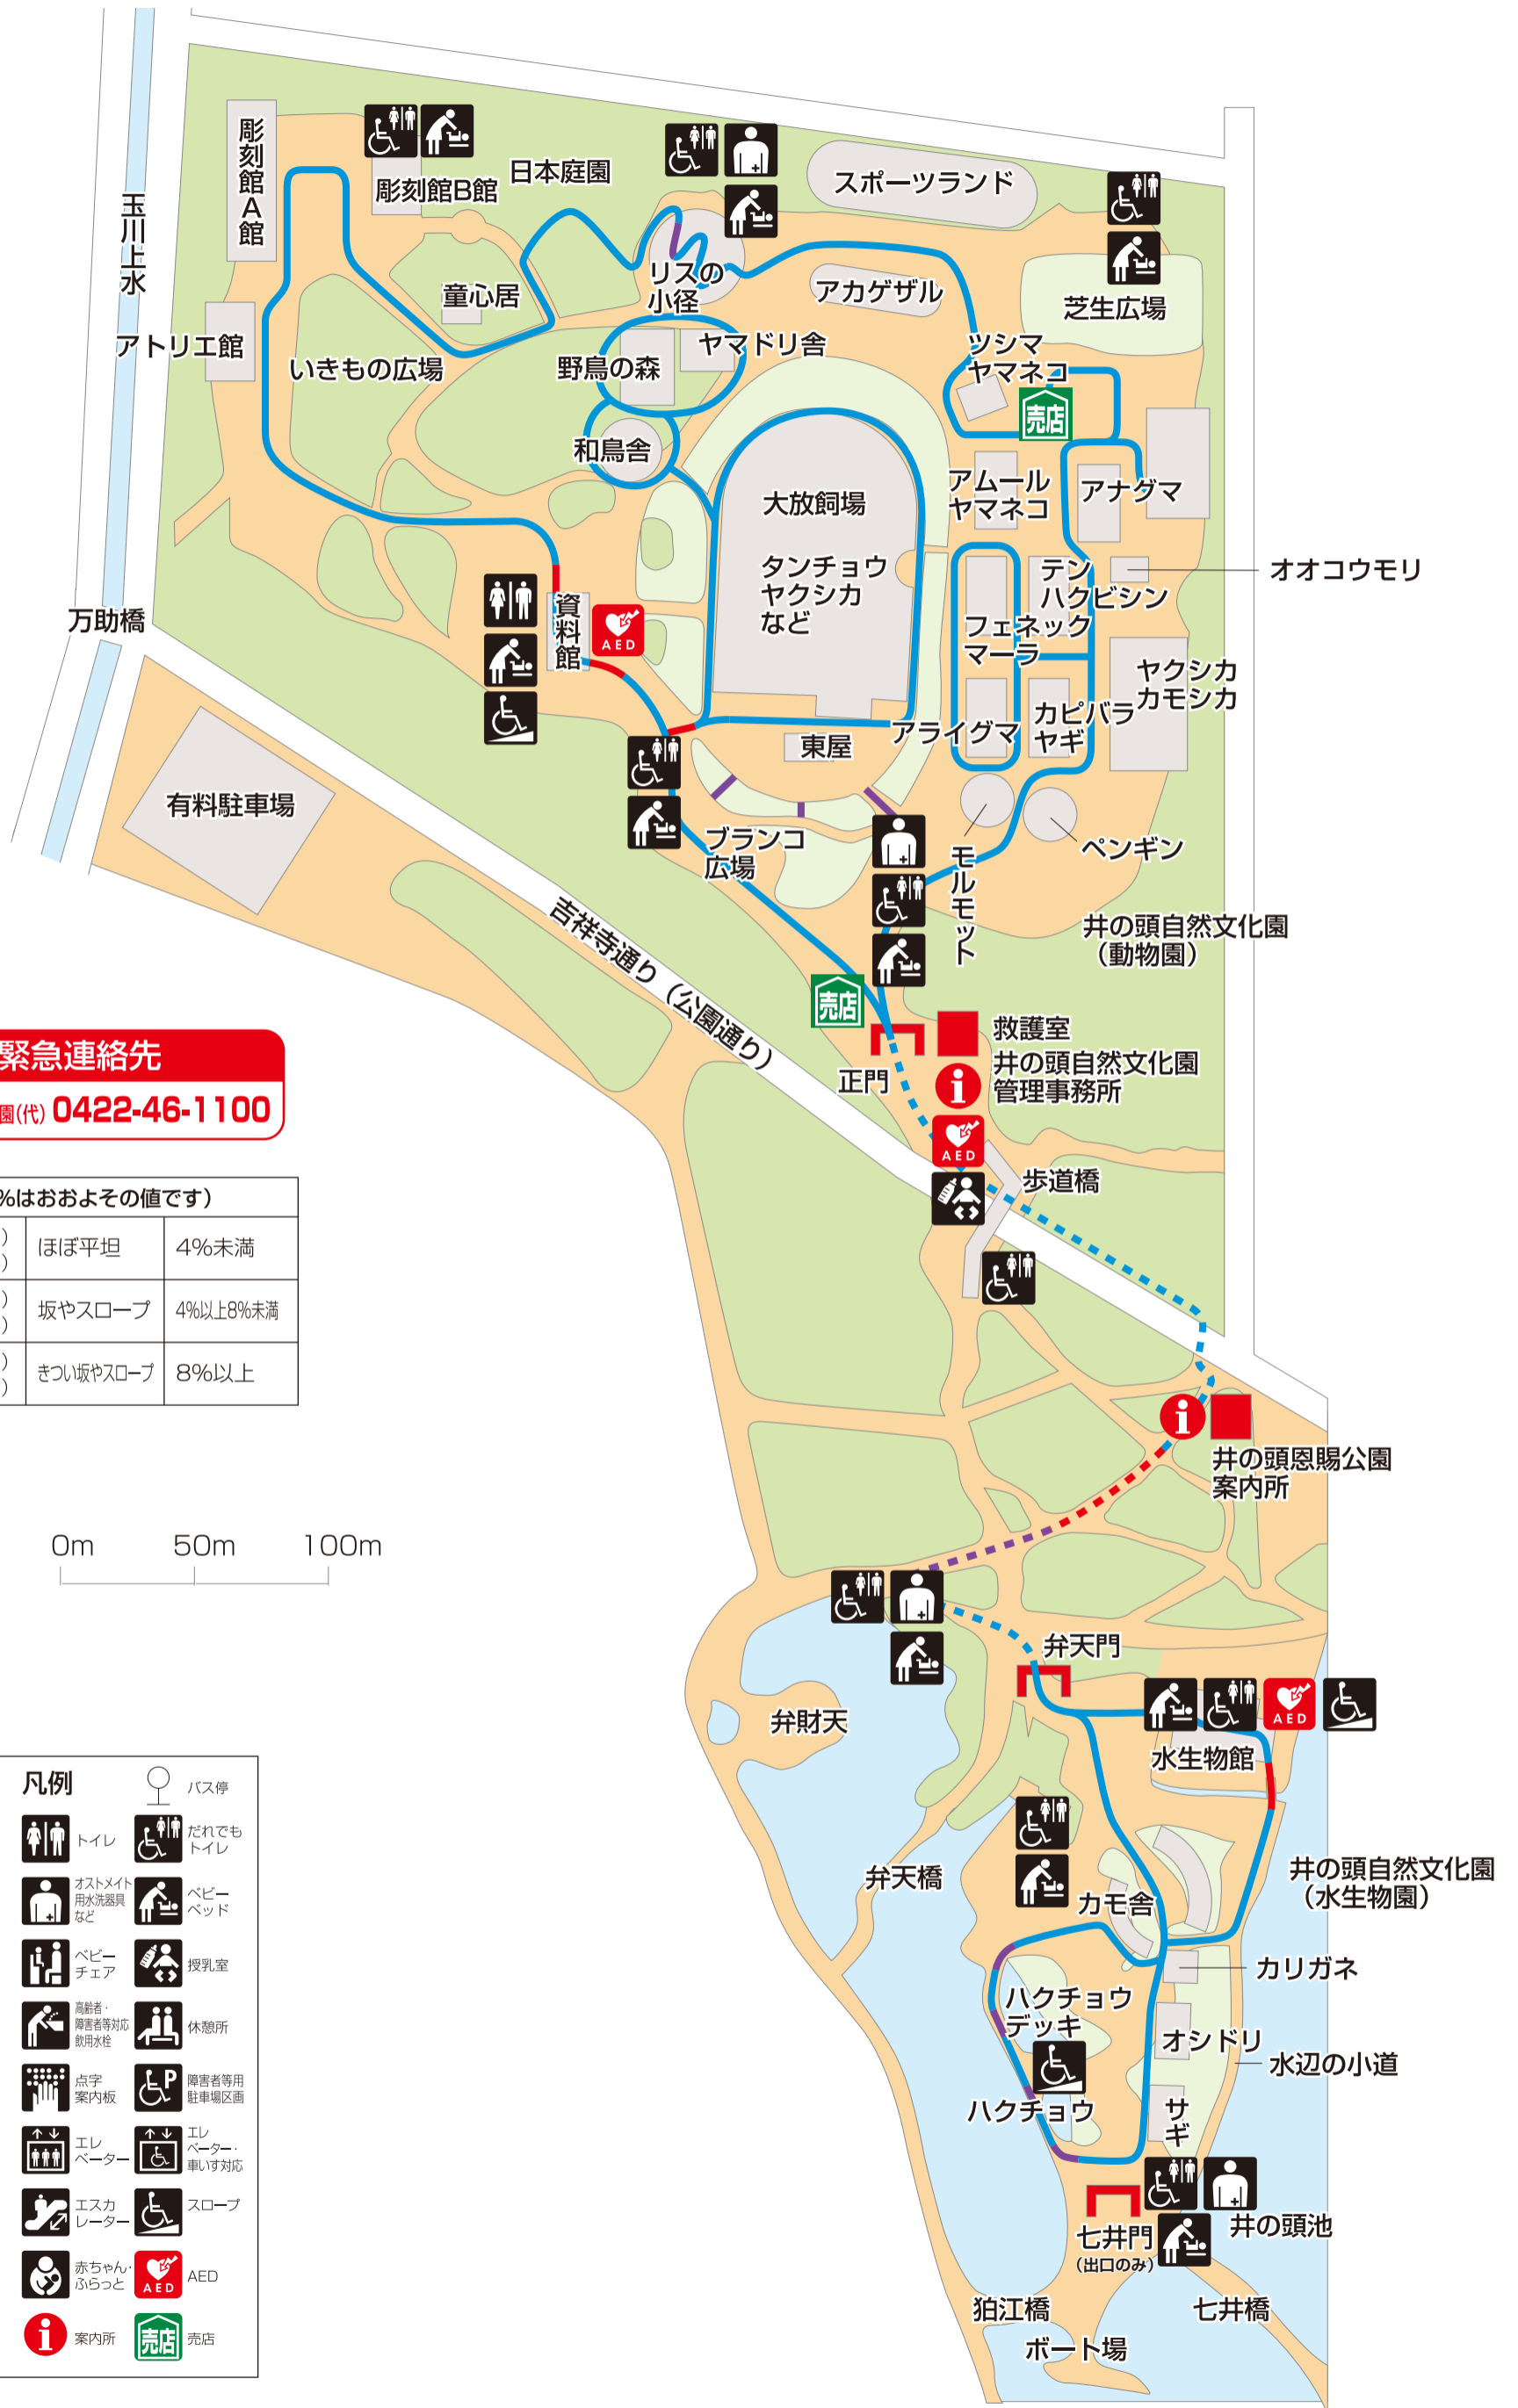 彫刻館A館
彫刻館B館
日本庭園
スポーツランド
玉川上水
リスの
小径
アカゲザル
芝生広場
童心居
アトリエ館
いきもの広場
野鳥の森
ヤマドリ舎
ツシマ
ヤマネコ
売店
和鳥舎
大放飼場
アムール
ヤマネコ
アナグマ
タンチョウ
ヤクシカ
など
テン
ハクビシン
オオコウモリ
万助橋
資料館
AED
フェネック
マーラ
ヤクシカ
カモシカ
アライグマ
カピバラ
ヤギ
東屋
有料駐車場
ブランコ
広場
モルモット
ペンギン
吉祥寺通り（公園通り）
井の頭自然文化園
（動物園）
売店
正門
救護室
井の頭自然文化園
管理事務所
AED
緊急連絡先
園(代) 0422-46-1100
歩道橋
%はおおよその値です）
）
）
ほぼ平坦
4%未満
）
）
坂やスロープ
4%以上8%未満
）
）
きつい坂やスロープ
8%以上
井の頭恩賜公園
案内所
0m
50m
100m
弁天門
弁財天
AED
水生物館
弁天橋
カモ舎
井の頭自然文化園
（水生物園）
カリガネ
ハクチョウ
デッキ
オシドリ
水辺の小道
ハクチョウ
サギ
七井門
（出口のみ）
井の頭池
狛江橋
七井橋
ボート場
凡例
バス停
トイレ
だれでも
トイレ
オストメイト
用水洗器具
など
ベビー
ベッド
ベビー
チェア
授乳室
高齢者・
障害者等対応
飲用水栓
休憩所
点字
案内板
P
障害者等用
駐車場区画
エレ
ベーター
エレ
ベーター・
車いす対応
エスカ
レーター
スロープ
赤ちゃん・
ふらっと
AED
AED
案内所
売店
売店